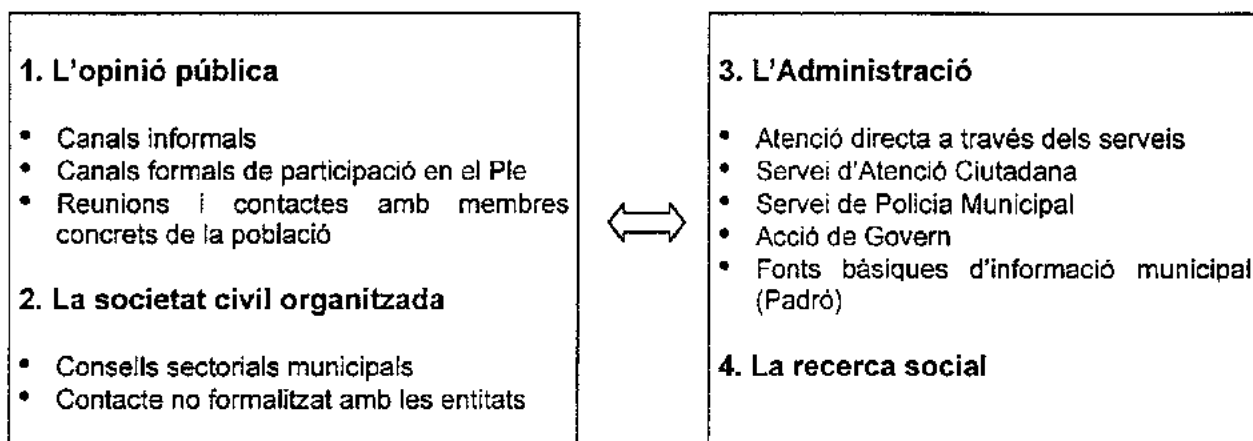 1. L'opinió pública
• Canals informals
• Canals formals de participació en el Ple
• Reunions i contactes amb membres
concrets de la població
2. La societat civil organitzada
• Consells sectorials municipals
• Contacte no formalitzat amb les entitats
3. L'Administració
• Atenció directa a través dels serveis
• Servei d'Atenció Ciutadana
• Servei de Policia Municipal
• Acció de Govern
• Fonts bàsiques d'informació municipal
(Padró)
4. La recerca social